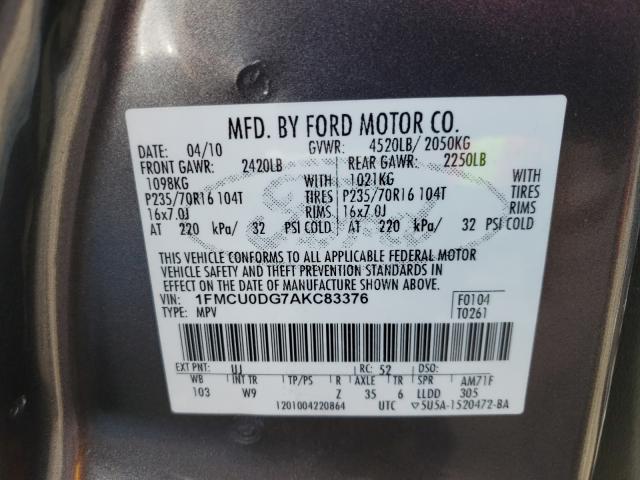 MFD. BY FORD MOTOR CO.
DATE: 04/10 GVWR: 4520LB/ 2050KG
FRONT GAWR: 2420LB REAR GAWR: 2250LB
1098KG WITH 1021KG WITH
P235/70R16 104T TIRES P235/70R16 104T TIRES
16x7.0J RIMS 16x7.0J RIMS
AT 220 kPa/ 32 PSI COLD AT 220 kPa/ 32 PSI COLD
THIS VEHICLE CONFORMS TO ALL APPLICABLE FEDERAL MOTOR
VEHICLE SAFETY AND THEFT PREVENTION STANDARDS IN
EFFECT ON THE DATE OF MANUFACTURE SHOWN ABOVE.
VIN: 1FMCU0DG7AKC83376 F0104
TYPE: MPV T0261
EXT PNT: UJ RC: 52 DSO:
WB INT TR TP/PS R AXLE TR SPR AM71F
103 W9 Z 35 6 LLDD 305
1201004220864 UTC ▽5U5A-1520472-BA
Ford